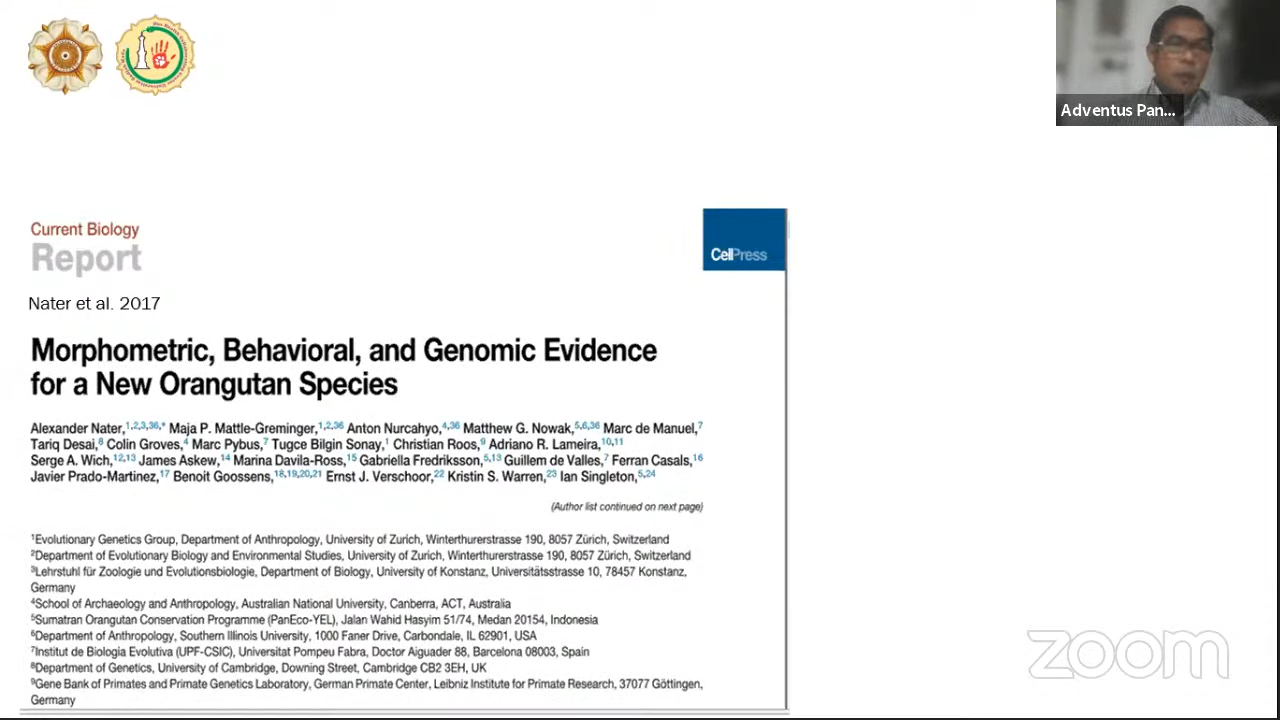 Adventus Pan...
Current Biology
Report
CellPress
Nater et al. 2017
Morphometric, Behavioral, and Genomic Evidence
for a New Orangutan Species
Alexander Nater,1,2,3,36,* Maja P. Mattle-Greminger,1,2,36 Anton Nurcahyo,4,36 Matthew G. Nowak,5,6,36 Marc de Manuel,7
Tariq Desai,8 Colin Groves,4 Marc Pybus,7 Tugce Bilgin Sonay,1 Christian Roos,9 Adriano R. Lameira,10,11
Serge A. Wich,12,13 James Askew,14 Marina Davila-Ross,15 Gabriella Fredriksson,5,13 Guillem de Valles,7 Ferran Casals,16
Javier Prado-Martinez,17 Benoit Goossens,18,19,20,21 Ernst J. Verschoor,22 Kristin S. Warren,23 Ian Singleton,5,24
(Author list continued on next page)
1Evolutionary Genetics Group, Department of Anthropology, University of Zurich, Winterthurerstrasse 190, 8057 Zürich, Switzerland
2Department of Evolutionary Biology and Environmental Studies, University of Zurich, Winterthurerstrasse 190, 8057 Zürich, Switzerland
3Lehrstuhl für Zoologie und Evolutionsbiologie, Department of Biology, University of Konstanz, Universitätsstrasse 10, 78457 Konstanz,
Germany
4School of Archaeology and Anthropology, Australian National University, Canberra, ACT, Australia
5Sumatran Orangutan Conservation Programme (PanEco-YEL), Jalan Wahid Hasyim 51/74, Medan 20154, Indonesia
6Department of Anthropology, Southern Illinois University, 1000 Faner Drive, Carbondale, IL 62901, USA
7Institut de Biologia Evolutiva (UPF-CSIC), Universitat Pompeu Fabra, Doctor Aiguader 88, Barcelona 08003, Spain
8Department of Genetics, University of Cambridge, Downing Street, Cambridge CB2 3EH, UK
9Gene Bank of Primates and Primate Genetics Laboratory, German Primate Center, Leibniz Institute for Primate Research, 37077 Göttingen,
Germany
zoom